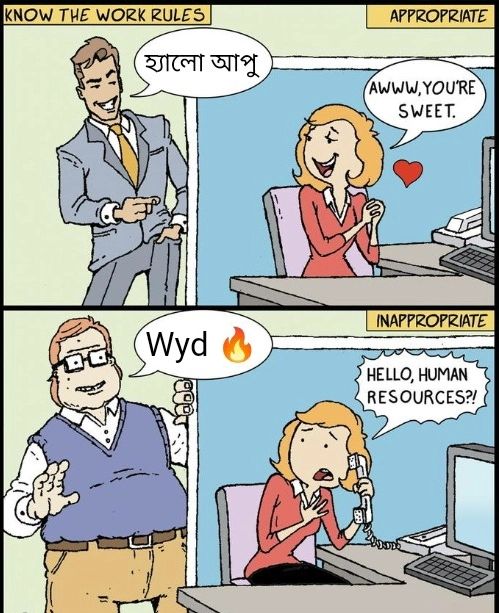 KNOW THE WORK RULES
APPROPRIATE
হ্যালো আপু
AWWW, YOU'RE
SWEET.
INAPPROPRIATE
Wyd 🔥
HELLO, HUMAN
RESOURCES?!